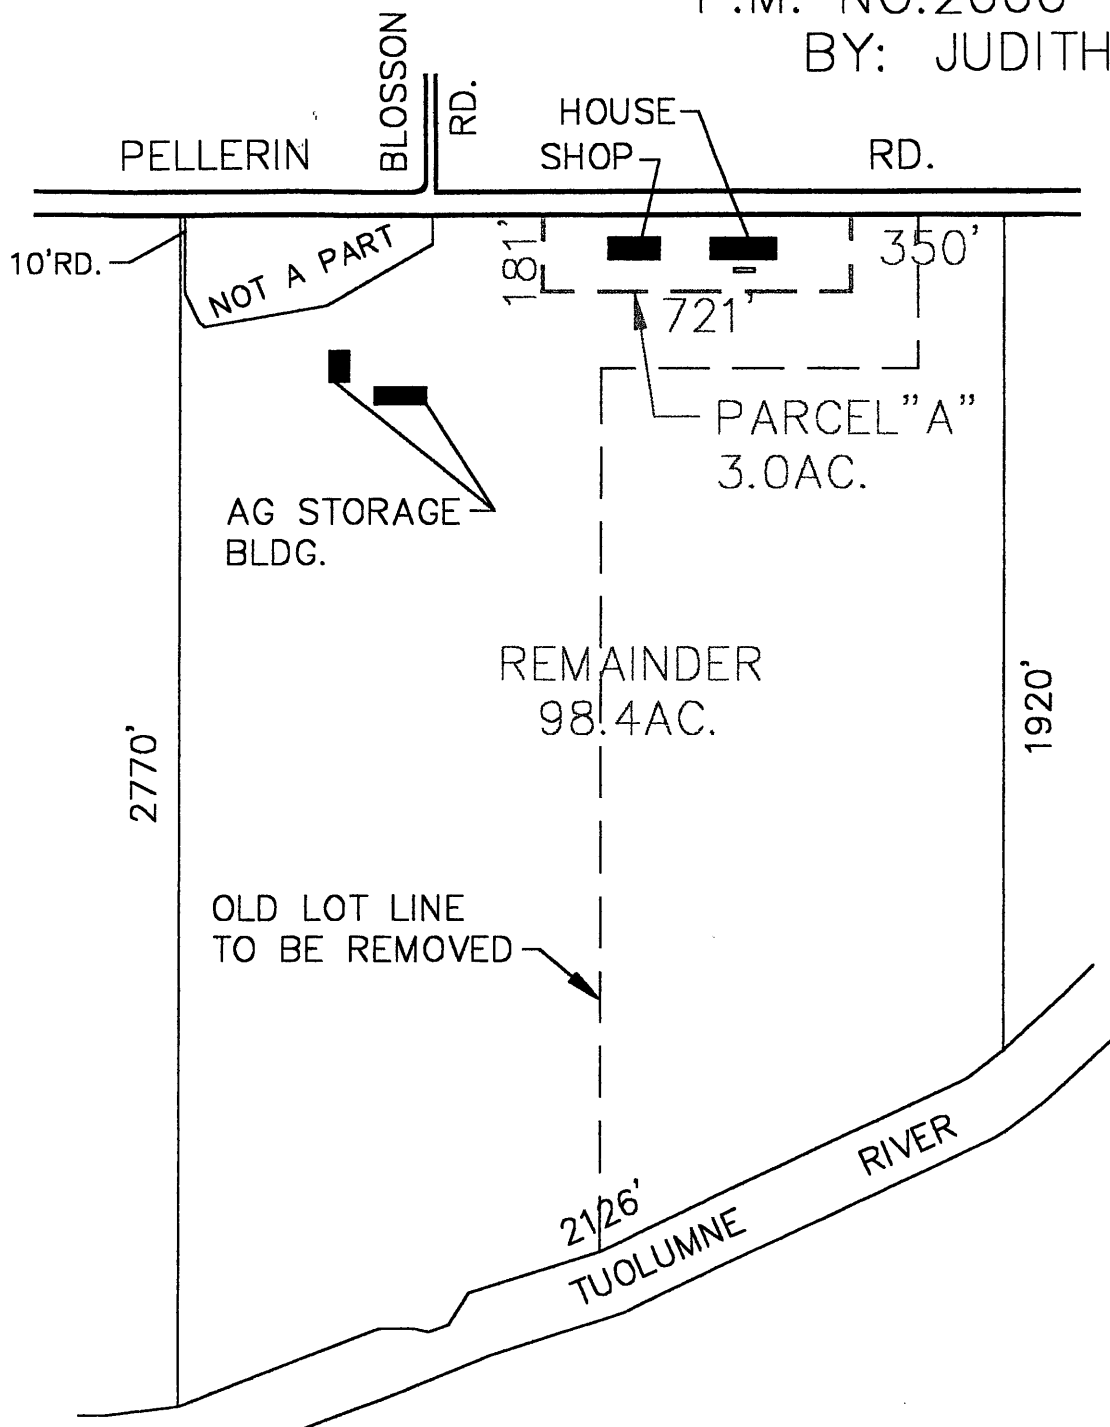 BY: JUDITH
BLOSSON
RD.
HOUSE
SHOP
PELLERIN
RD.
10'RD.
NOT A PART
181'
350'
721'
PARCEL"A"
3.0AC.
AG STORAGE
BLDG.
REMAINDER
98.4AC.
2770'
1920'
OLD LOT LINE
TO BE REMOVED
2126'
TUOLUMNE
RIVER